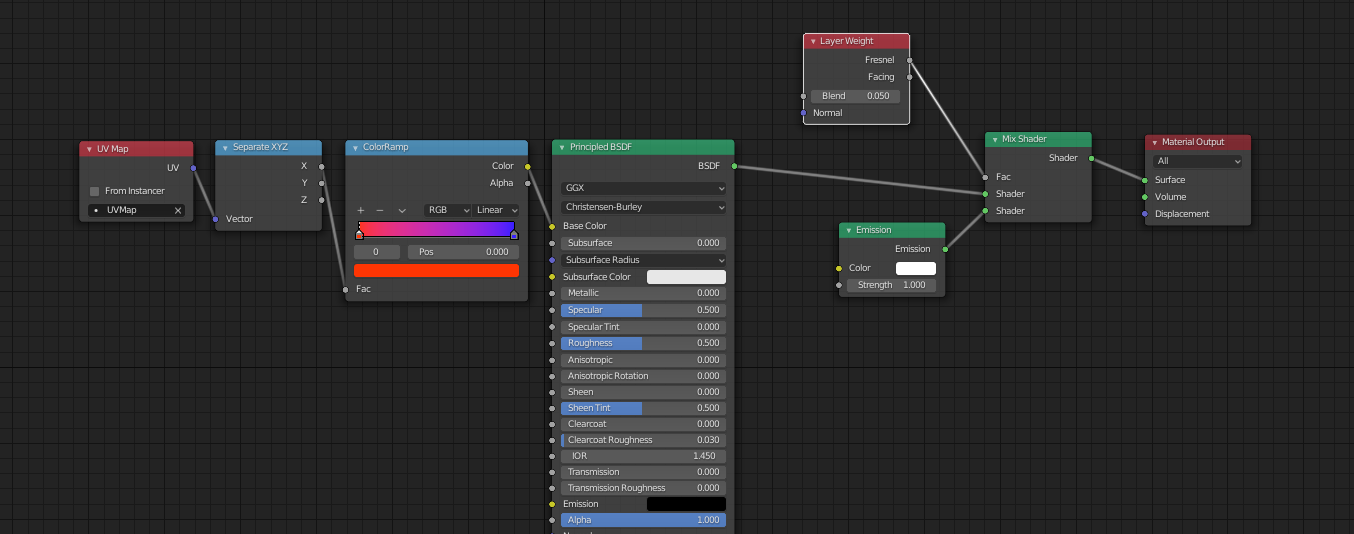 UV Map
UV
From Instancer
UVMap
Separate XYZ
X
Y
Z
Vector
ColorRamp
Color
Alpha
RGB
Linear
0
Pos 0.000
Fac
Principled BSDF
BSDF
GGX
Christensen-Burley
Base Color
Subsurface 0.000
Subsurface Radius
Subsurface Color
Metallic 0.000
Specular 0.500
Specular Tint 0.000
Roughness 0.500
Anisotropic 0.000
Anisotropic Rotation 0.000
Sheen 0.000
Sheen Tint 0.500
Clearcoat 0.000
Clearcoat Roughness 0.030
IOR 1.450
Transmission 0.000
Transmission Roughness 0.000
Emission
Alpha 1.000
Layer Weight
Fresnel
Facing
Blend 0.050
Normal
Emission
Emission
Color
Strength 1.000
Mix Shader
Shader
Fac
Shader
Shader
Material Output
All
Surface
Volume
Displacement